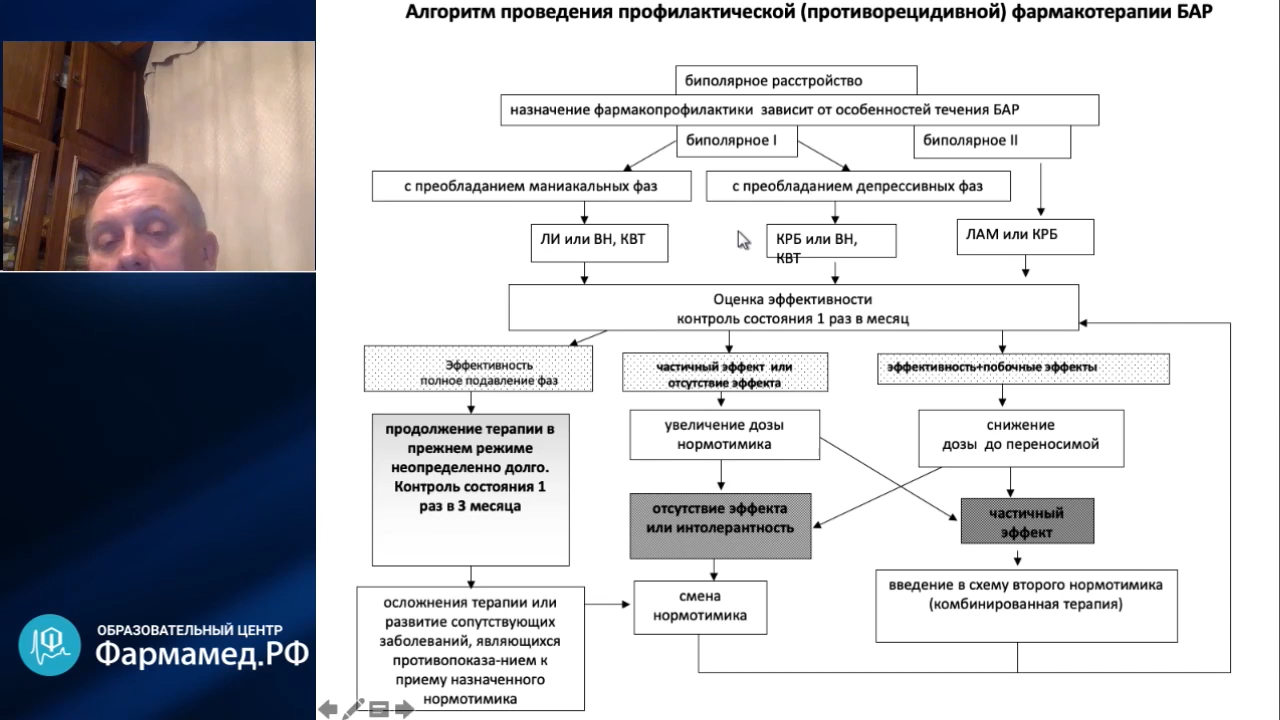 Алгоритм проведения профилактической (противорецидивной) фармакотерапии БАР
биполярное расстройство
назначение фармакопрофилактики зависит от особенностей течения БАР
биполярное I
биполярное II
с преобладанием маниакальных фаз
с преобладанием депрессивных фаз
ЛИ или ВН, КВТ
КРБ или ВН,
КВТ
ЛАМ или КРБ
Оценка эффективности
контроль состояния 1 раз в месяц
Эффективность
полное подавление фаз
частичный эффект или
отсутствие эффекта
эффективность+побочные эффекты
продолжение терапии в
прежнем режиме
неопределенно долго.
Контроль состояния 1
раз в 3 месяца
увеличение дозы
нормотимика
снижение
дозы до переносимой
отсутствие эффекта
или интолерантность
частичный
эффект
осложнения терапии или
развитие сопутствующих
заболеваний, являющихся
противопоказа-нием к
приему назначенного
нормотимика
смена
нормотимика
введение в схему второго нормотимика
(комбинированная терапия)
ОБРАЗОВАТЕЛЬНЫЙ ЦЕНТР
Фармамед.РФ